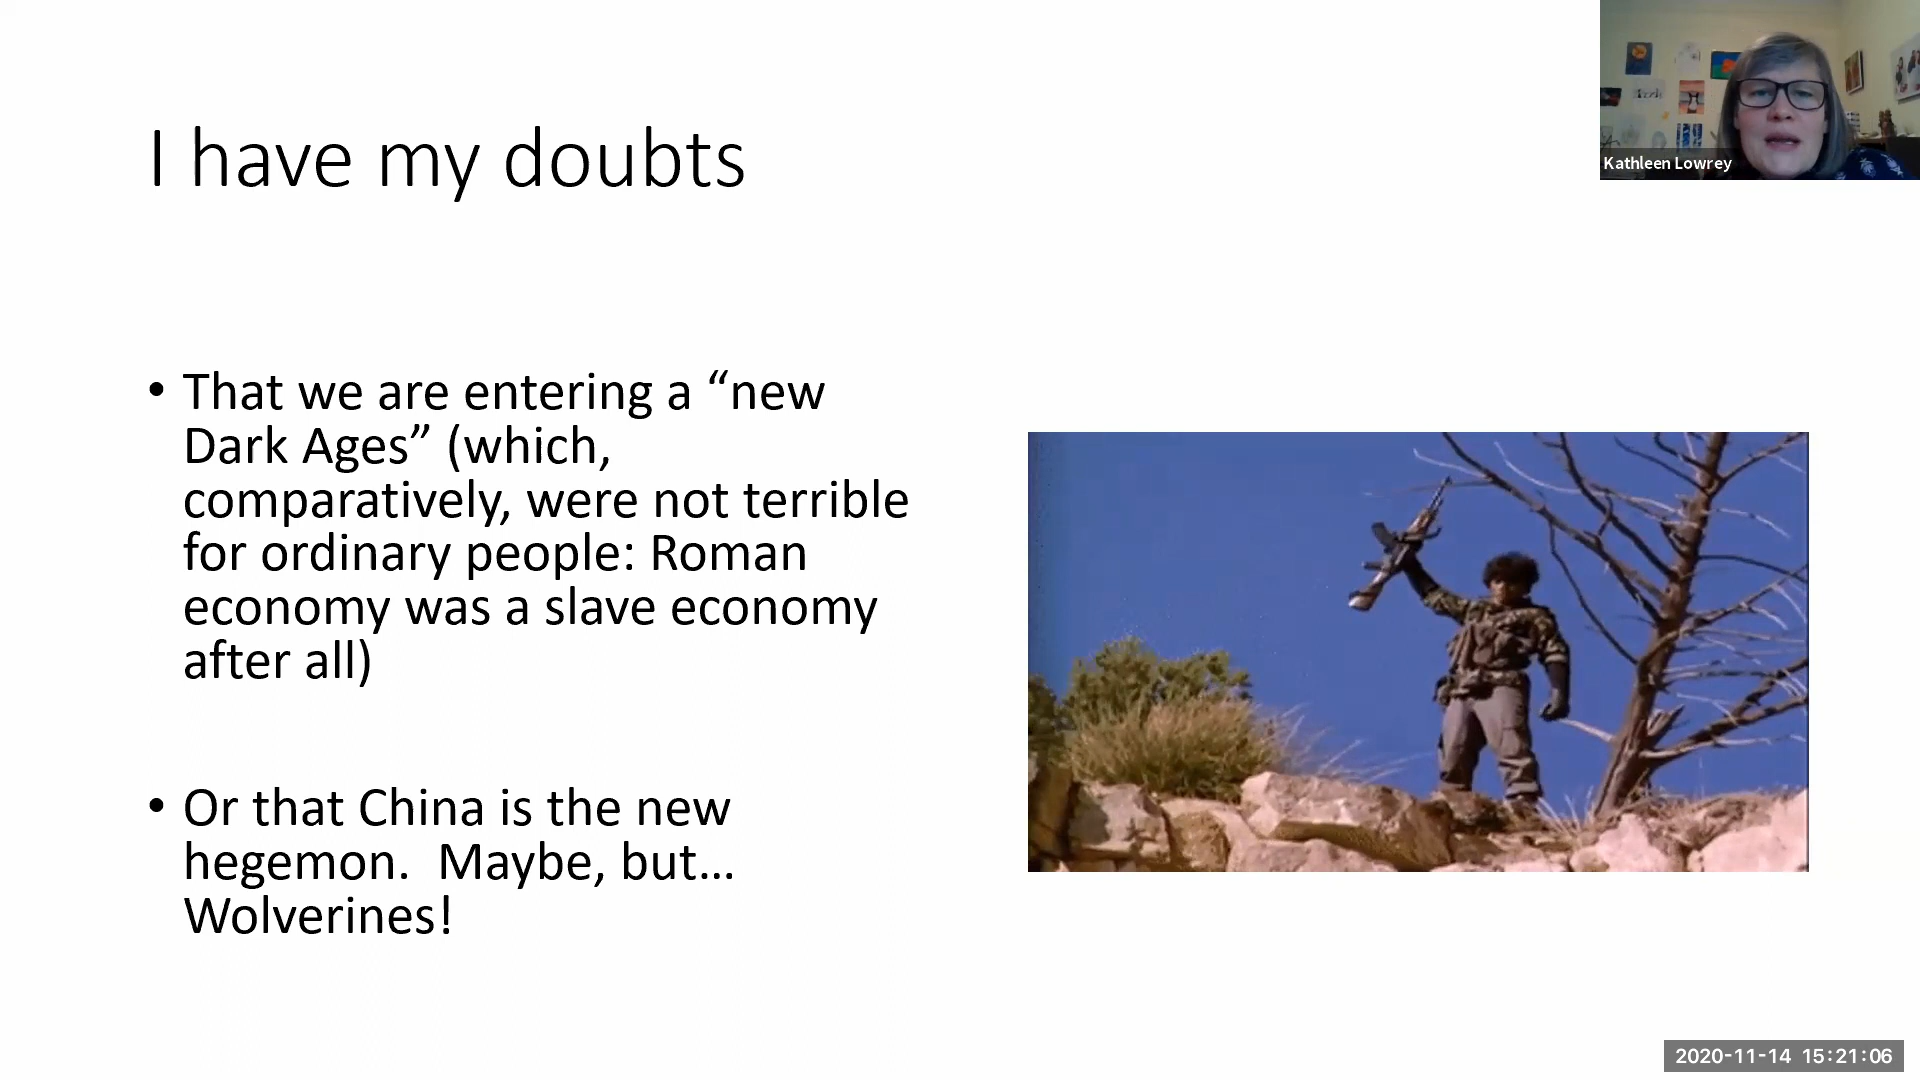 I have my doubts
Kathleen Lowrey
• That we are entering a “new
Dark Ages” (which,
comparatively, were not terrible
for ordinary people: Roman
economy was a slave economy
after all)
• Or that China is the new
hegemon.  Maybe, but…
Wolverines!
2020-11-14 15:21:06